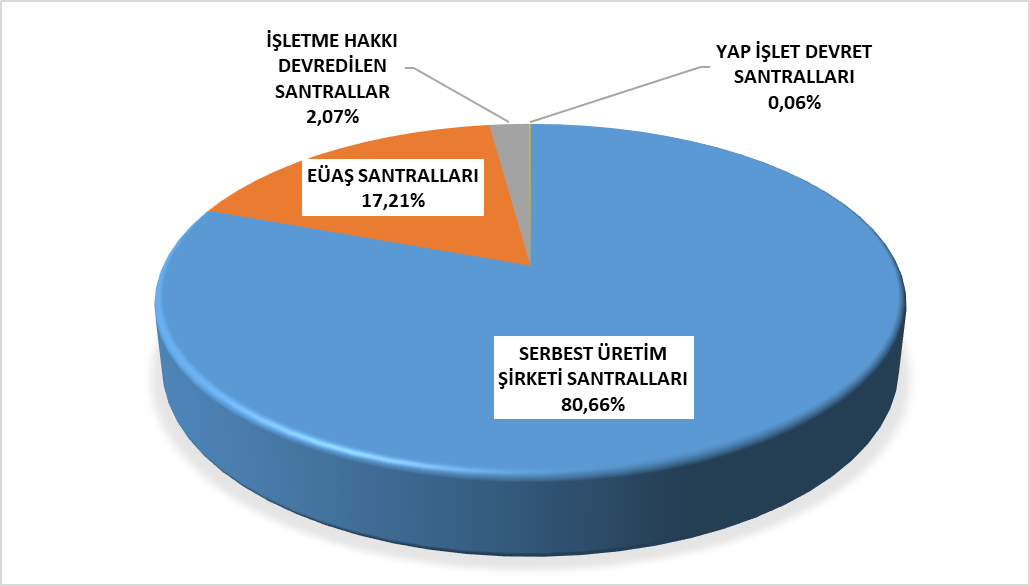 İŞLETME HAKKI
DEVREDİLEN
SANTRALLAR
2,07%
YAP İŞLET DEVRET
SANTRALLARI
0,06%
EÜAŞ SANTRALLARI
17,21%
SERBEST ÜRETİM
ŞİRKETİ SANTRALLARI
80,66%